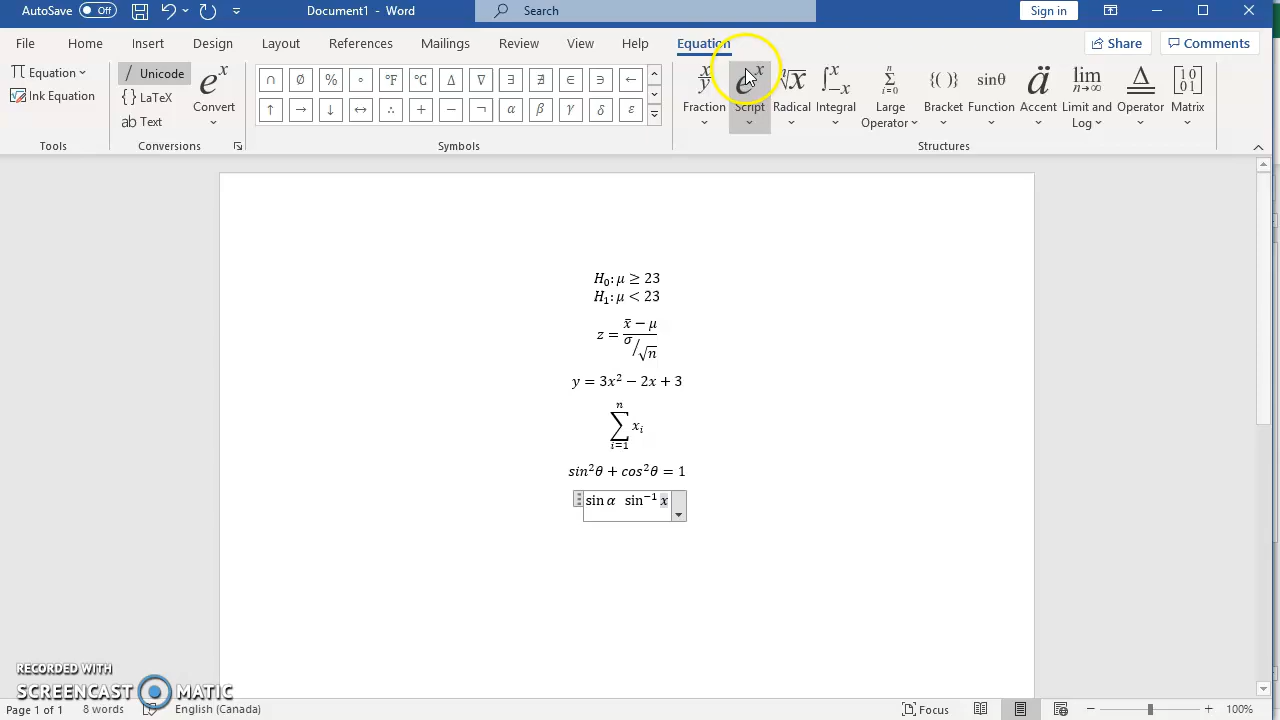 AutoSave Off Document1 - Word Search Sign in
File Home Insert Design Layout References Mailings Review View Help Equation Share Comments
Equation
Ink Equation
Unicode
LaTeX
Text
Convert
∩ ∅ % ∘ ℉ ℃ ∆ ∇ ∃ ∄ ∈ ∋ ←
↑ → ↓ ↔ ∴ + − ¬ α β γ δ ε
Fraction Script Radical Integral Large Operator Bracket Function Accent Limit and Log Operator Matrix
Tools Conversions Symbols Structures
H₀: μ ≥ 23
H₁: μ < 23
z = (x̄ − μ)/(σ/√n)
y = 3x² − 2x + 3
∑ᵢ₌₁ⁿ xᵢ
sin²θ + cos²θ = 1
sin α sin⁻¹ x
RECORDED WITH
SCREENCAST MATIC
Page 1 of 1 8 words English (Canada) Focus 100%